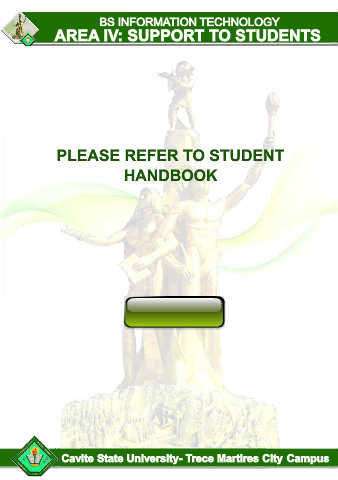 BS INFORMATION TECHNOLOGY
AREA IV: SUPPORT TO STUDENTS
PLEASE REFER TO STUDENT
HANDBOOK
Cavite State University- Trece Martires City Campus